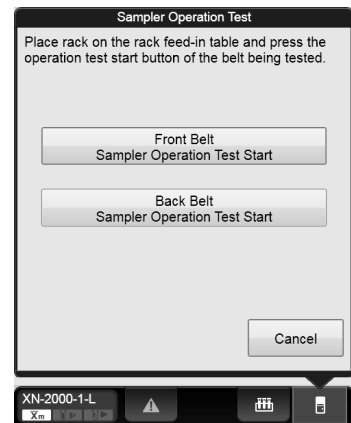 Sampler Operation Test
Place rack on the rack feed-in table and press the
operation test start button of the belt being tested.
Front Belt
Sampler Operation Test Start
Back Belt
Sampler Operation Test Start
Cancel
XN-2000-1-L
Xm